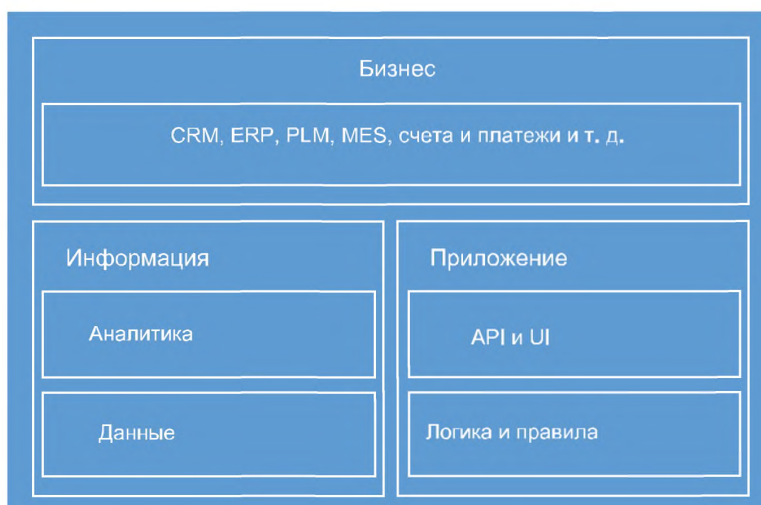 Бизнес
CRM, ERP, PLM, MES, счета и платежи и т. д.
Информация
Аналитика
Данные
Приложение
API и UI
Логика и правила